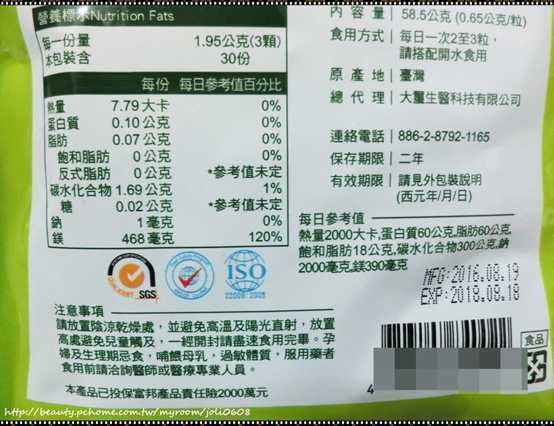 營養標示Nutrition Fats
每一份量 1.95公克(3顆)
本包裝含 30份
每份 每日參考值百分比
熱量 7.79大卡 0%
蛋白質 0.10公克 0%
脂肪 0.07公克 0%
飽和脂肪 0公克 0%
反式脂肪 0公克 *參考值未定
碳水化合物 1.69公克 1%
糖 0.02公克 *參考值未定
鈉 1毫克 0%
鎂 468毫克 120%
SGS
ISO
22000:2005
注意事項
請放置陰涼乾燥處，並避免高溫及陽光直射，放置
高處避免兒童觸及，一經開封請盡速食用完畢。孕
婦及生理期忌食，哺餵母乳，過敏體質，服用藥者
食用前請洽詢醫師或醫療專業人員。
本產品已投保富邦產品責任險2000萬元
內容量 58.5公克 (0.65公克/粒)
食用方式 每日一次2至3粒，
請搭配開水食用
原產地 臺灣
總代理 大鷺生醫科技有限公司
連絡電話 886-2-8792-1165
保存期限 二年
有效期限 請見外包裝說明
(西元年/月/日)
每日參考值
熱量2000大卡,蛋白質60公克,脂肪60公克,
飽和脂肪18公克,碳水化合物300公克,鈉
2000毫克,鎂390毫克
MFG:2016.08.19
EXP:2018.08.18
食品
4
http://beauty.pchome.com.tw/myroom/joli0608